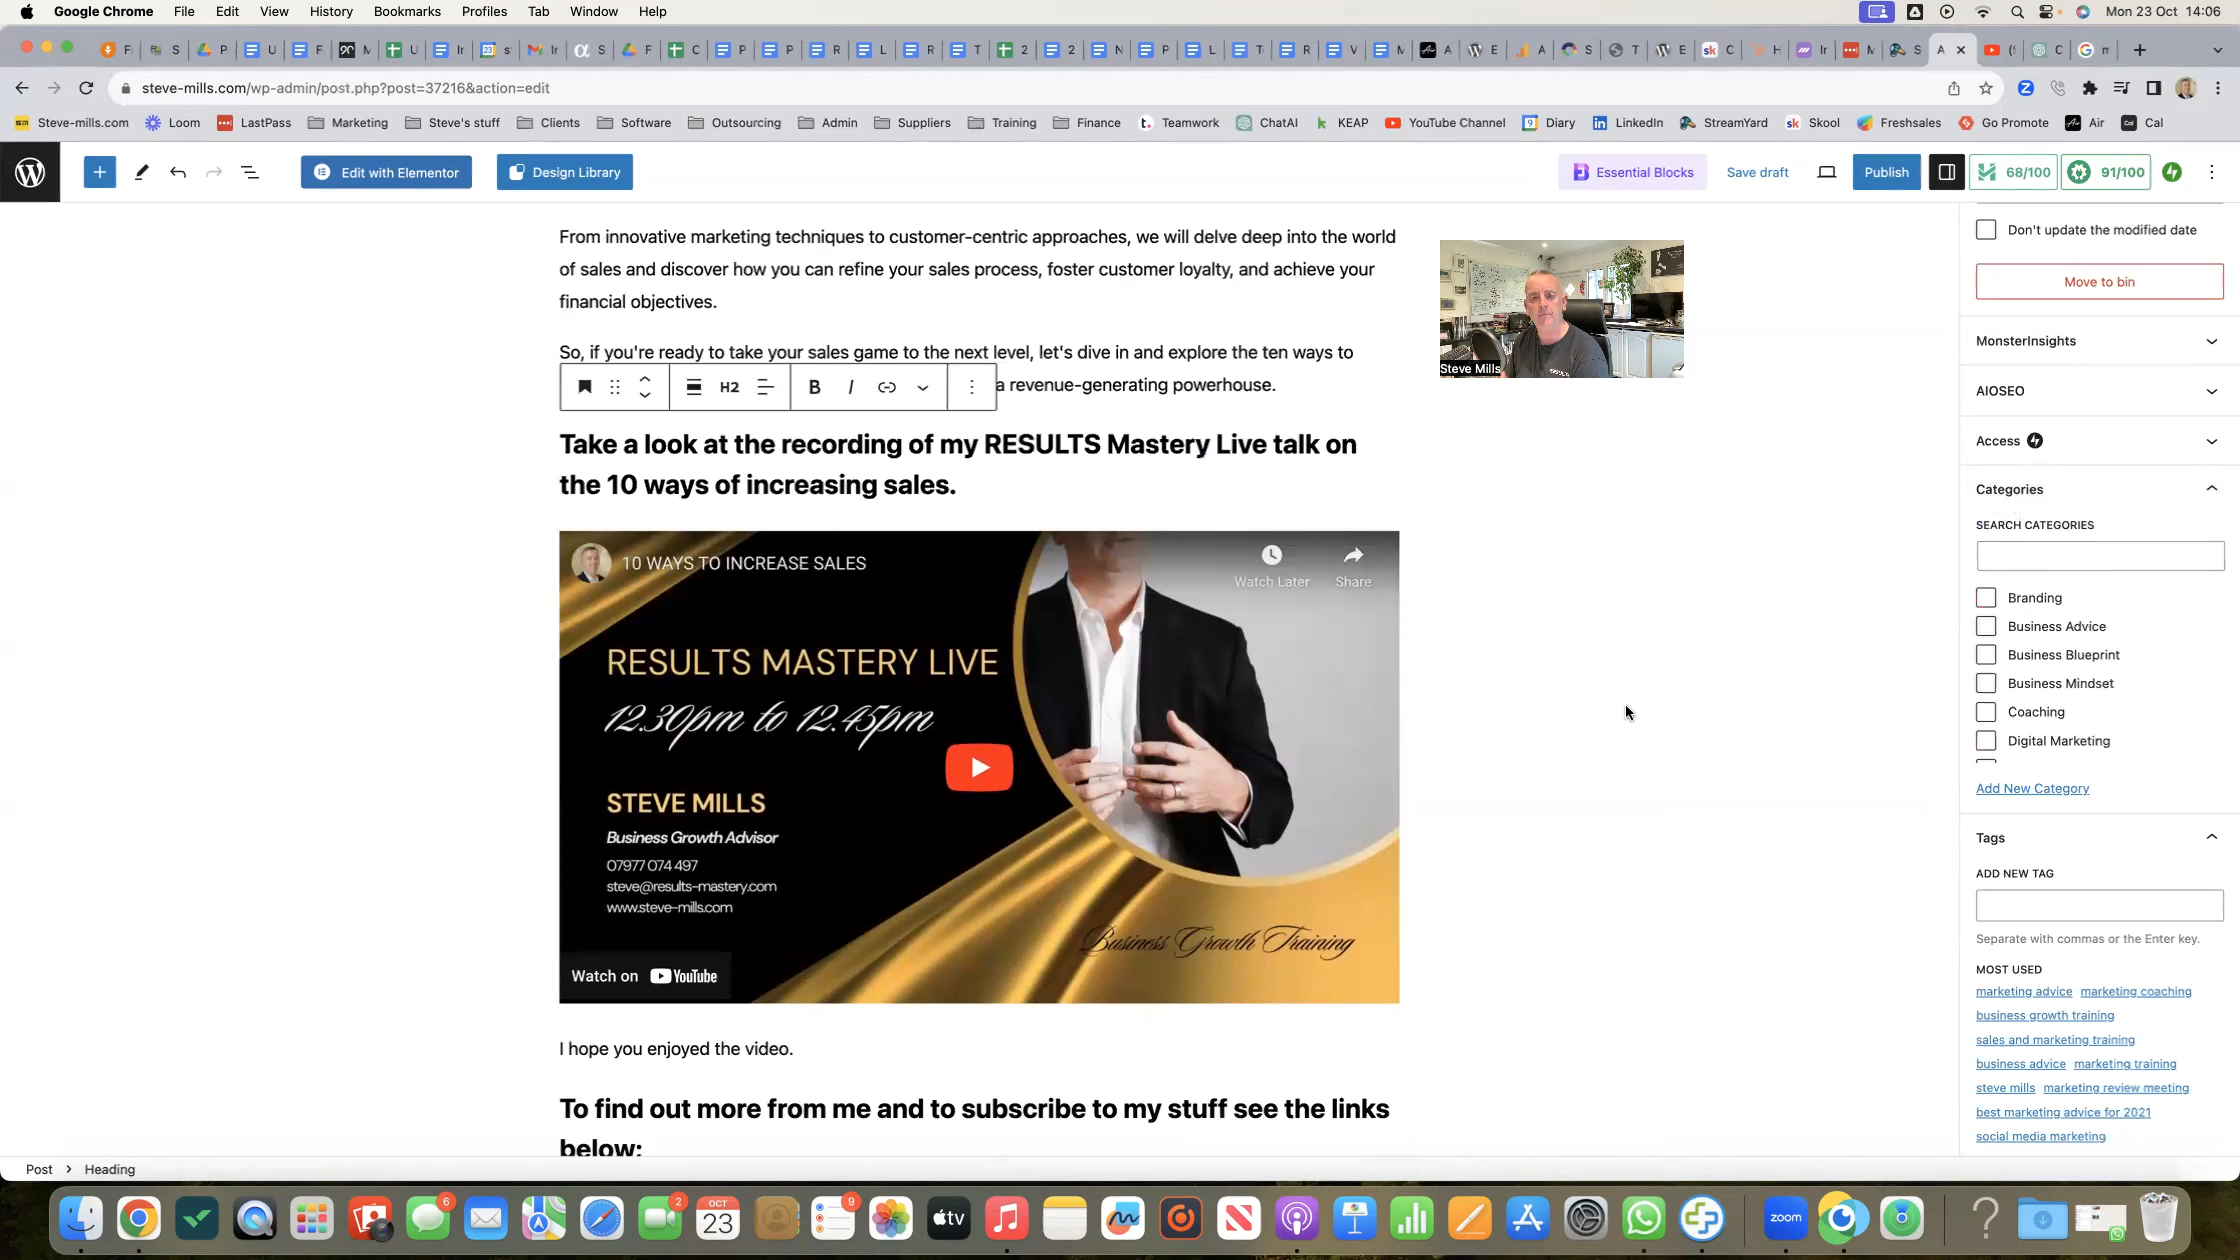 Google Chrome File Edit View History Bookmarks Profiles Tab Window Help Mon 23 Oct 14:06
steve-mills.com/wp-admin/post.php?post=37216&action=edit
Steve-mills.com Loom LastPass Marketing Steve's stuff Clients Software Outsourcing Admin Suppliers Training Finance Teamwork ChatAI KEAP YouTube Channel Diary LinkedIn StreamYard Skool Freshsales Go Promote Air Cal
Edit with Elementor Design Library Essential Blocks Save draft Publish 68/100 91/100
From innovative marketing techniques to customer-centric approaches, we will delve deep into the world
of sales and discover how you can refine your sales process, foster customer loyalty, and achieve your
financial objectives.
So, if you're ready to take your sales game to the next level, let's dive in and explore the ten ways to
a revenue-generating powerhouse.
H2 B I
Take a look at the recording of my RESULTS Mastery Live talk on
the 10 ways of increasing sales.
10 WAYS TO INCREASE SALES
Watch Later Share
RESULTS MASTERY LIVE
12.30pm to 12.45pm
STEVE MILLS
Business Growth Advisor
07977 074 497
steve@results-mastery.com
www.steve-mills.com
Business Growth Training
Watch on YouTube
I hope you enjoyed the video.
To find out more from me and to subscribe to my stuff see the links
below:
Steve Mills
Don't update the modified date
Move to bin
MonsterInsights
AIOSEO
Access
Categories
SEARCH CATEGORIES
Branding
Business Advice
Business Blueprint
Business Mindset
Coaching
Digital Marketing
Add New Category
Tags
ADD NEW TAG
Separate with commas or the Enter key.
MOST USED
marketing advice marketing coaching
business growth training
sales and marketing training
business advice marketing training
steve mills marketing review meeting
best marketing advice for 2021
social media marketing
Post Heading
6 2 OCT 23 9 tv zoom